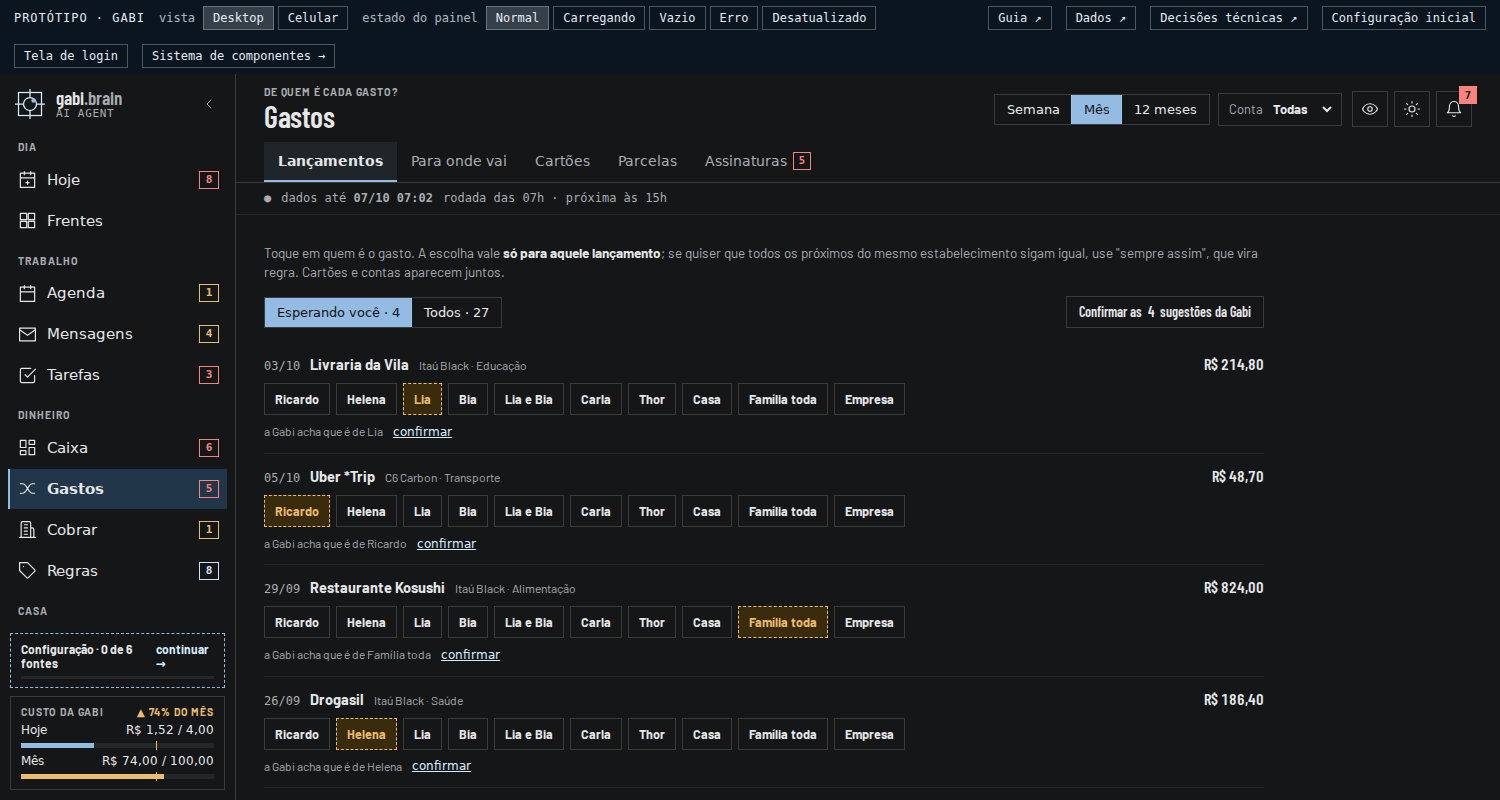 PROTÓTIPO · GABI vista Desktop Celular estado do painel Normal Carregando Vazio Erro Desatualizado Guia ↗ Dados ↗ Decisões técnicas ↗ Configuração inicial
Tela de login Sistema de componentes →
gabi.brain
AI AGENT
DIA
Hoje 8
Frentes
TRABALHO
Agenda 1
Mensagens 4
Tarefas 3
DINHEIRO
Caixa 6
Gastos 5
Cobrar 1
Regras 8
CASA
Configuração · 0 de 6 fontes continuar →
CUSTO DA GABI ▲ 74% DO MÊS
Hoje R$ 1,52 / 4,00
Mês R$ 74,00 / 100,00
DE QUEM É CADA GASTO?
Gastos
Semana Mês 12 meses Conta Todas 7
Lançamentos Para onde vai Cartões Parcelas Assinaturas 5
● dados até 07/10 07:02 rodada das 07h · próxima às 15h
Toque em quem é o gasto. A escolha vale só para aquele lançamento; se quiser que todos os próximos do mesmo estabelecimento sigam igual, use "sempre assim", que vira
regra. Cartões e contas aparecem juntos.
Esperando você · 4 Todos · 27 Confirmar as 4 sugestões da Gabi
03/10 Livraria da Vila Itaú Black · Educação R$ 214,80
Ricardo Helena Lia Bia Lia e Bia Carla Thor Casa Família toda Empresa
a Gabi acha que é de Lia confirmar
05/10 Uber *Trip C6 Carbon · Transporte R$ 48,70
Ricardo Helena Lia Bia Lia e Bia Carla Thor Casa Família toda Empresa
a Gabi acha que é de Ricardo confirmar
29/09 Restaurante Kosushi Itaú Black · Alimentação R$ 824,00
Ricardo Helena Lia Bia Lia e Bia Carla Thor Casa Família toda Empresa
a Gabi acha que é de Família toda confirmar
26/09 Drogasil Itaú Black · Saúde R$ 186,40
Ricardo Helena Lia Bia Lia e Bia Carla Thor Casa Família toda Empresa
a Gabi acha que é de Helena confirmar